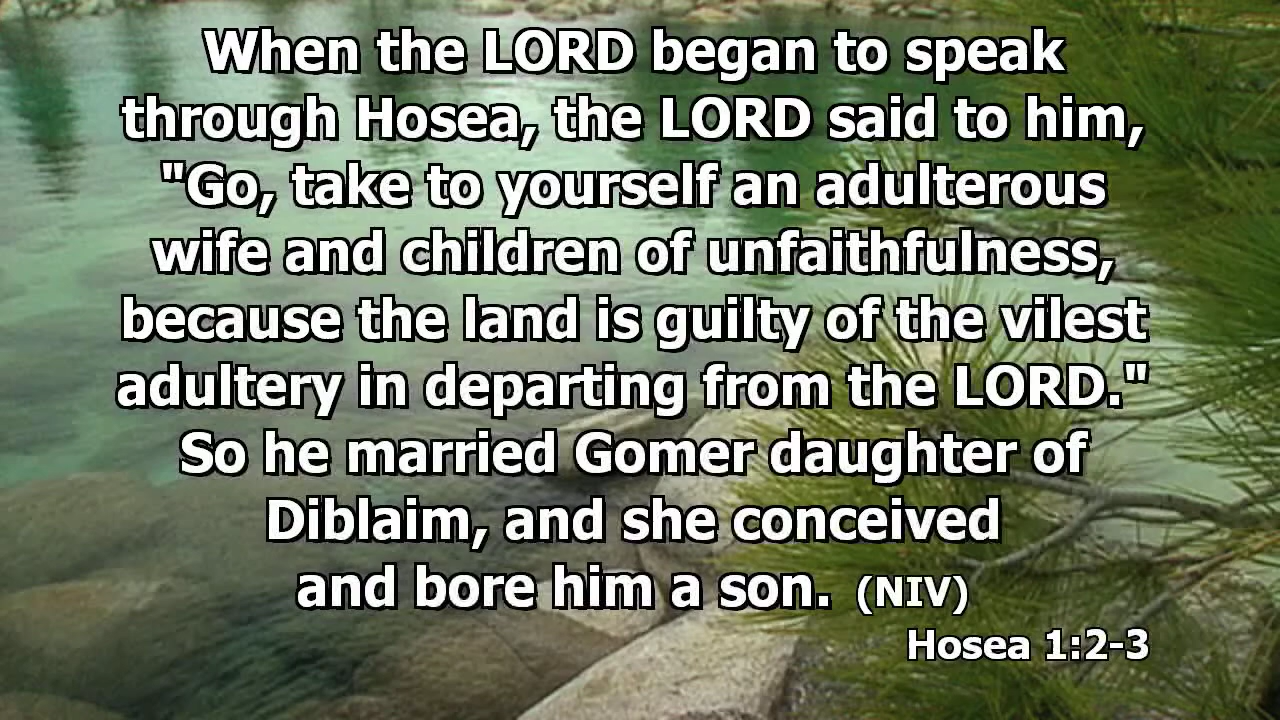 When the LORD began to speak
through Hosea, the LORD said to him,
"Go, take to yourself an adulterous
wife and children of unfaithfulness,
because the land is guilty of the vilest
adultery in departing from the LORD."
So he married Gomer daughter of
Diblaim, and she conceived
and bore him a son. (NIV)
Hosea 1:2-3